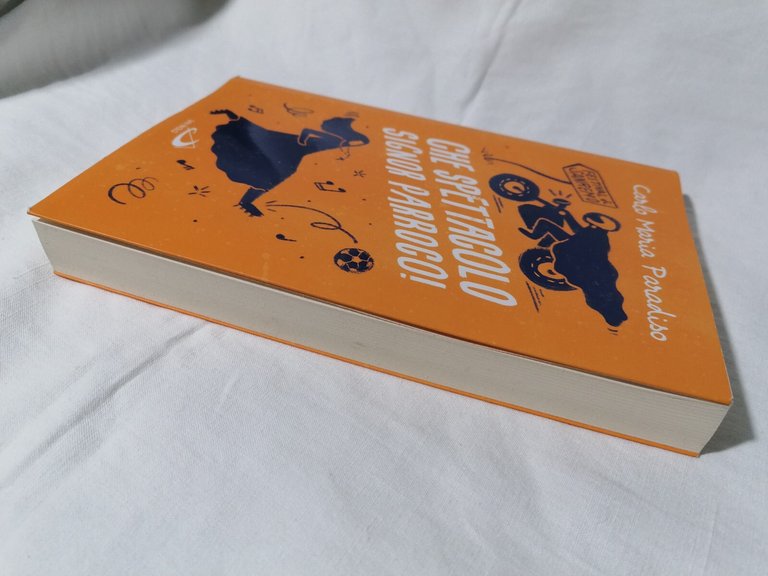 Carlo Maria Paradiso
CHE SPETTACOLO
SIGNOR PARROCO!